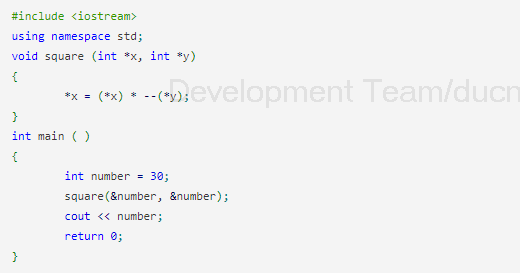 #include <iostream>
using namespace std;
void square (int *x, int *y)
{
*x = (*x) * --(*y);
Development Team/ducm
}
int main ( )
{
int number = 30;
square(&number, &number);
cout << number;
return 0;
}